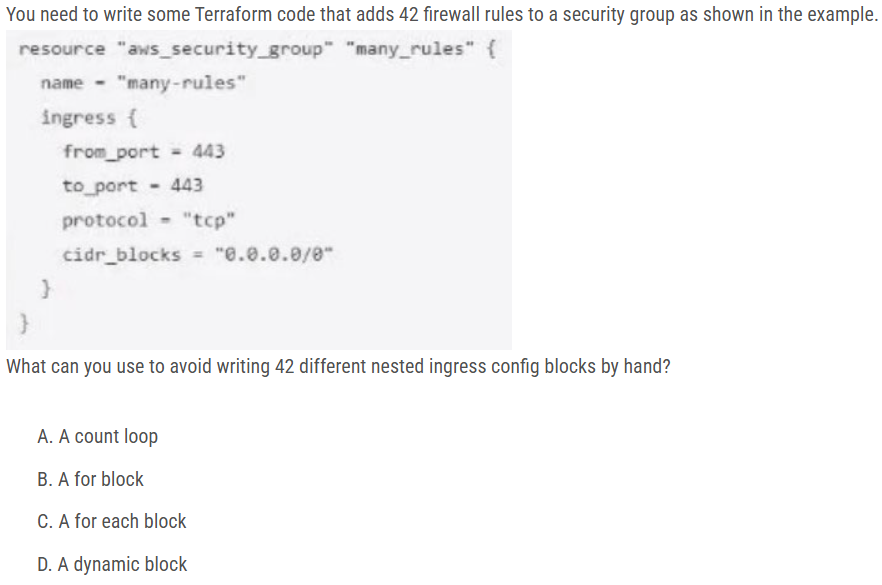 You need to write some Terraform code that adds 42 firewall rules to a security group as shown in the example.
resource "aws_security_group" "many_rules" {
name = "many-rules"
ingress {
from_port = 443
to_port = 443
protocol = "tcp"
cidr_blocks = "0.0.0.0/0"
}
}
What can you use to avoid writing 42 different nested ingress config blocks by hand?
A. A count loop
B. A for block
C. A for each block
D. A dynamic block